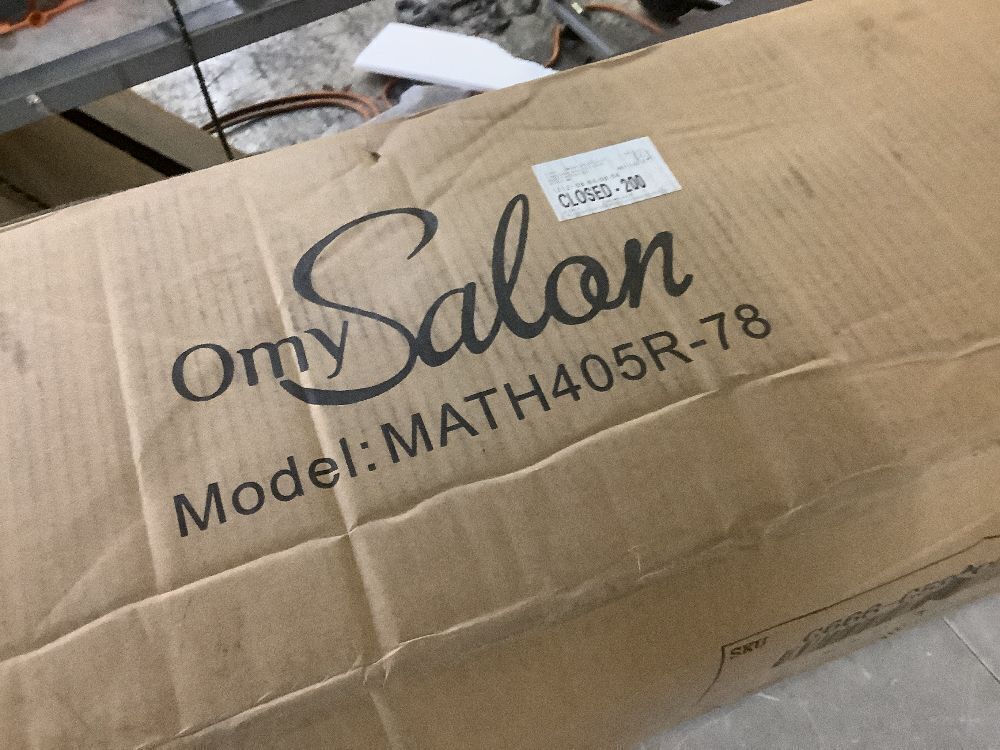 CLOSED - 200
OmySalon
Model:MATH405R-78
SKU